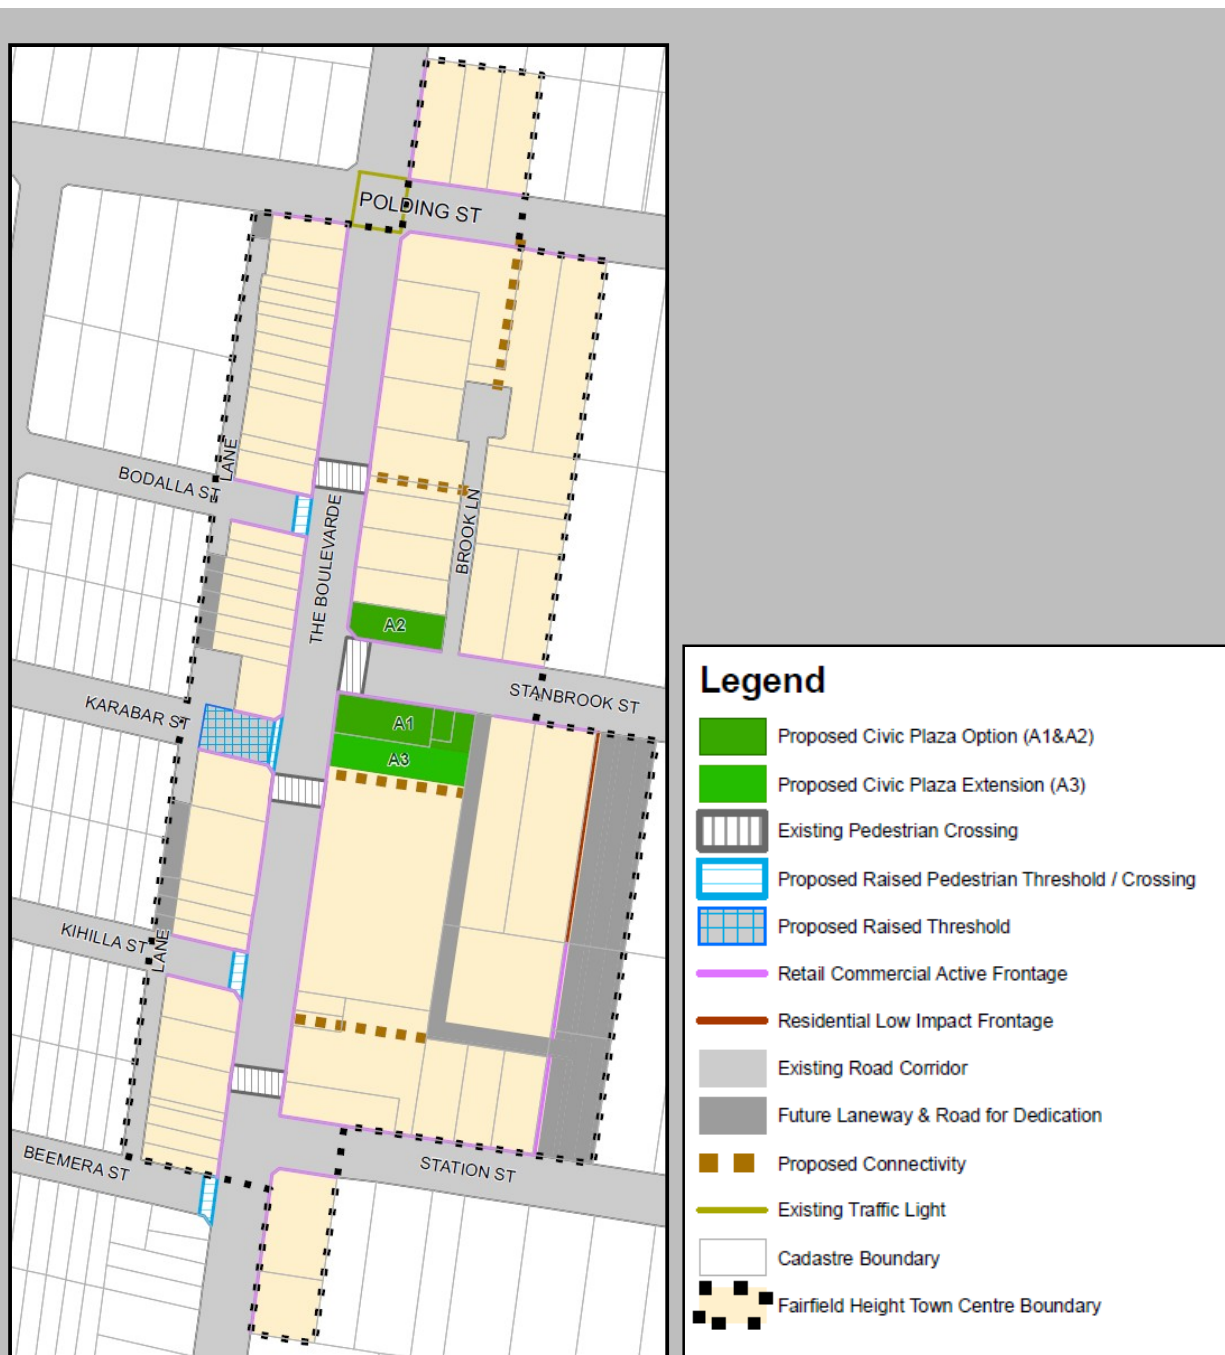 POLDING ST
LANE
BODALLA ST
THE BOULEVARDE
BROOK LN
A2
STANBROOK ST
KARABAR ST
A1
A3
KIHILLA ST
LANE
BEEMERA ST
STATION ST
Legend
Proposed Civic Plaza Option (A1&A2)
Proposed Civic Plaza Extension (A3)
Existing Pedestrian Crossing
Proposed Raised Pedestrian Threshold / Crossing
Proposed Raised Threshold
Retail Commercial Active Frontage
Residential Low Impact Frontage
Existing Road Corridor
Future Laneway & Road for Dedication
Proposed Connectivity
Existing Traffic Light
Cadastre Boundary
Fairfield Height Town Centre Boundary